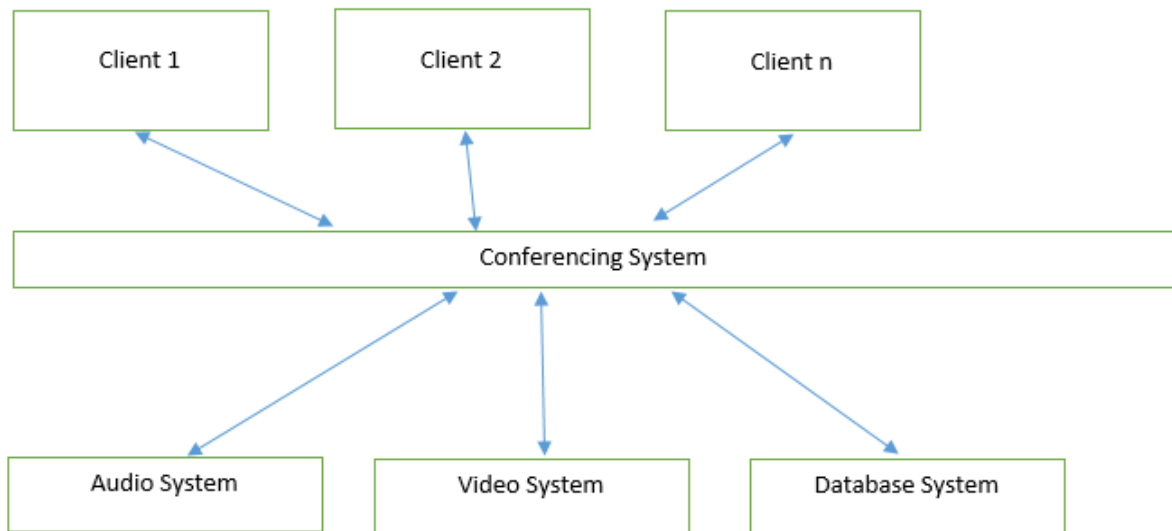 Client 1
Client 2
Client n
Conferencing System
Audio System
Video System
Database System